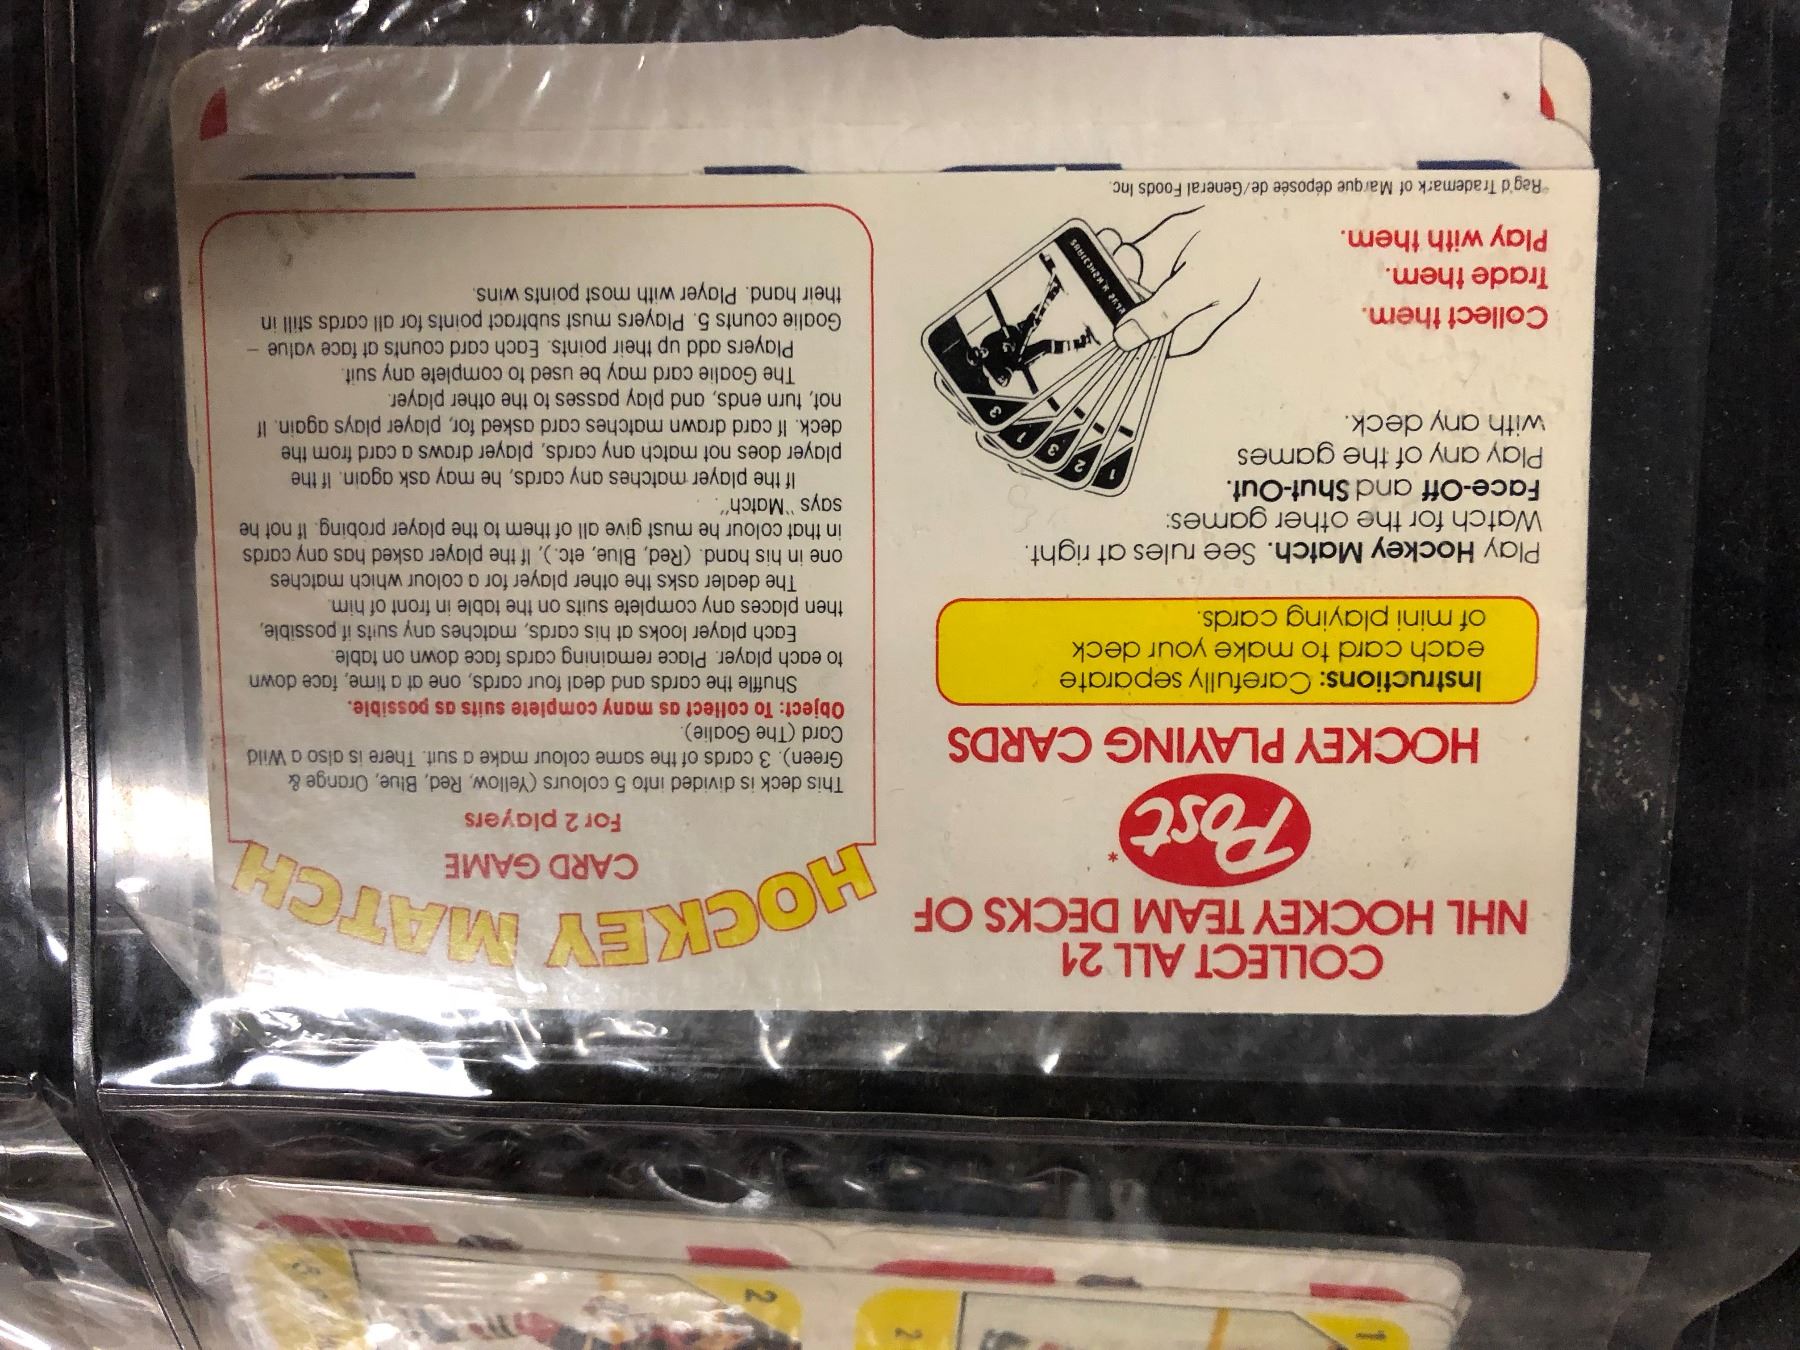 COLLECT ALL 21
NHL HOCKEY TEAM DECKS OF
Post*
HOCKEY PLAYING CARDS
Instructions: Carefully separate
each card to make your deck
of mini playing cards.
Play Hockey Match. See rules at right.
Watch for the other games:
Face-Off and Shut-Out.
Play any of the games
with any deck.
Collect them.
Trade them.
Play with them.
1
2
3
1
3
*Reg'd Trademark of Marque déposée de/General Foods Inc.
HOCKEY MATCH
CARD GAME
For 2 players
This deck is divided into 5 colours (Yellow, Red, Blue, Orange &
Green). 3 cards of the same colour make a suit. There is also a Wild
Card (The Goalie).
Object: To collect as many complete suits as possible.
Shuffle the cards and deal four cards, one at a time, face down
to each player. Place remaining cards face down on table.
Each player looks at his cards, matches any suits if possible,
then places any complete suits on the table in front of him.
The dealer asks the other player for a colour which matches
one in his hand. (Red, Blue, etc.), If the player asked has any cards
in that colour he must give all of them to the player probing. If not he
says "Match".
If the player matches any cards, he may ask again. If the
player does not match any cards, player draws a card from the
deck. If card drawn matches card asked for, player plays again. If
not, turn ends, and play passes to the other player.
The Goalie card may be used to complete any suit.
Players add up their points. Each card counts at face value –
Goalie counts 5. Players must subtract points for all cards still in
their hand. Player with most points wins.
1
2
2
3